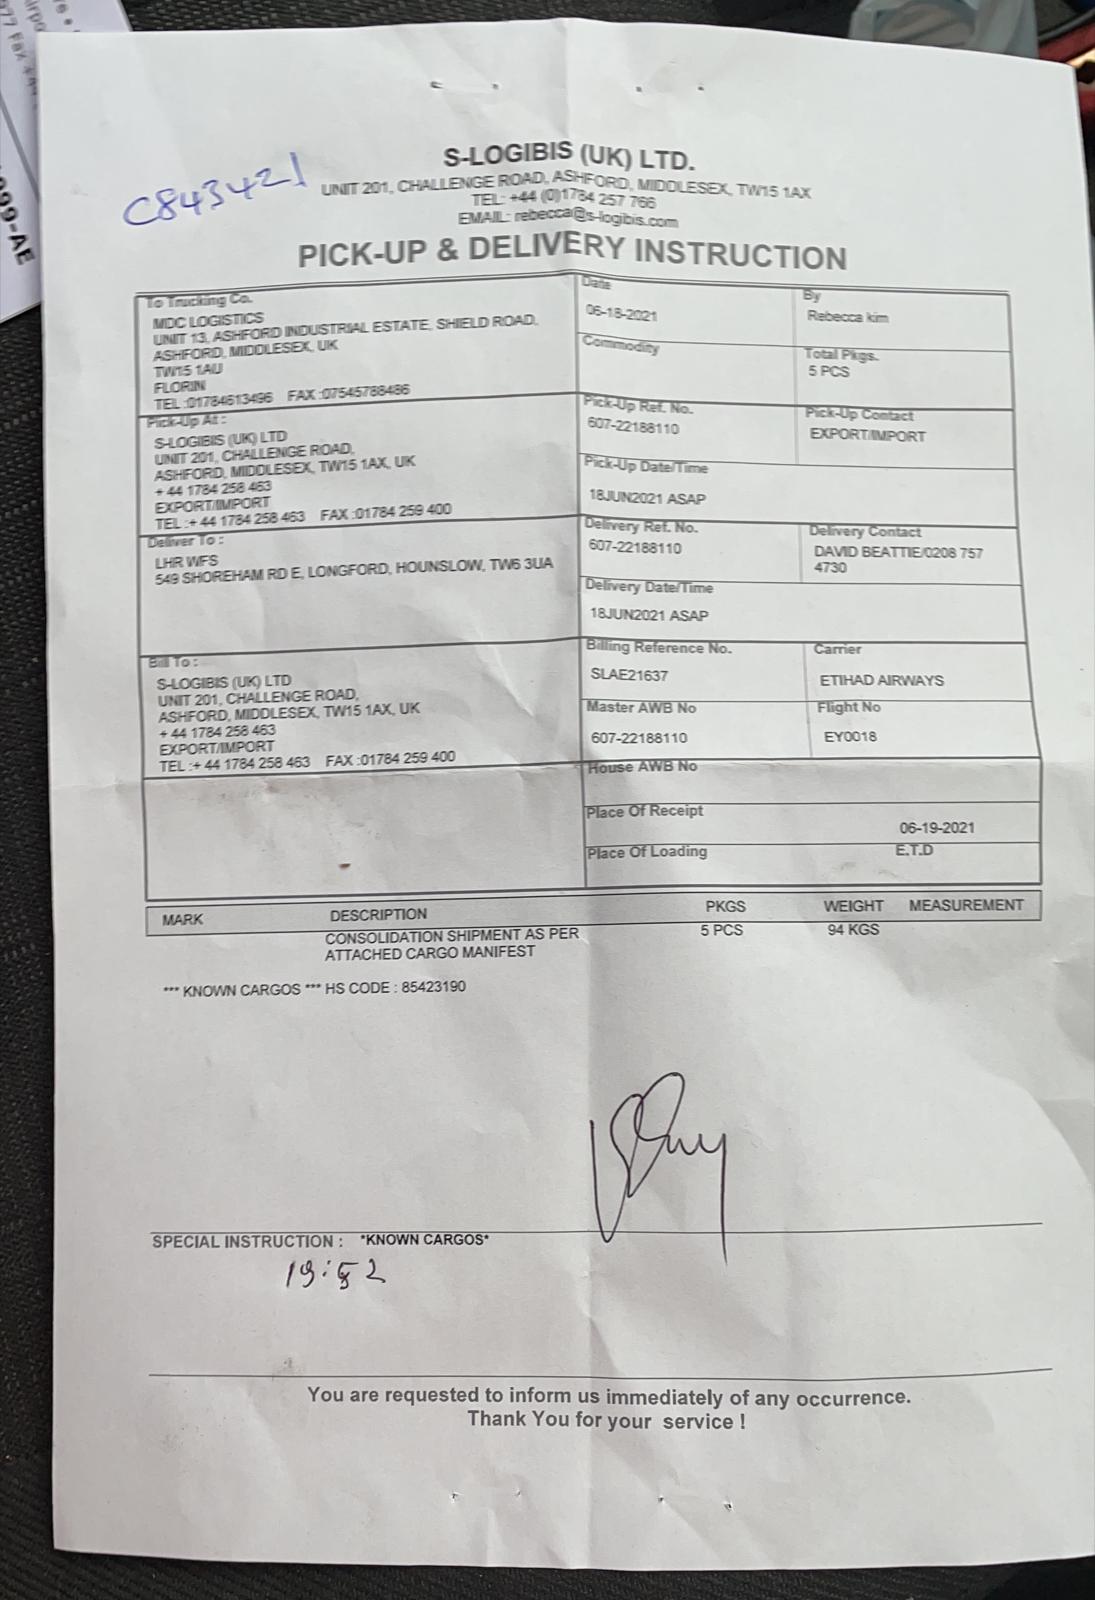 C843421
S-LOGIBIS (UK) LTD.
UNIT 201, CHALLENGE ROAD, ASHFORD, MIDDLESEX, TW15 1AX
TEL: +44 (0)1784 257 766
EMAIL: rebecca@s-logibis.com
PICK-UP & DELIVERY INSTRUCTION
To Trucking Co.
MDC LOGISTICS
UNIT 13, ASHFORD INDUSTRIAL ESTATE, SHIELD ROAD,
ASHFORD, MIDDLESEX, UK
TW15 1AU
FLORIN
TEL :01784613496 FAX :07545788486
Date
06-18-2021
By
Rebecca kim
Commodity
Total Pkgs.
5 PCS
Pick-Up At :
S-LOGIBIS (UK) LTD
UNIT 201, CHALLENGE ROAD,
ASHFORD, MIDDLESEX, TW15 1AX, UK
+ 44 1784 258 463
EXPORT/IMPORT
TEL :+ 44 1784 258 463 FAX :01784 259 400
Pick-Up Ref. No.
607-22188110
Pick-Up Contact
EXPORT/IMPORT
Pick-Up Date/Time
18JUN2021 ASAP
Deliver To :
LHR WFS
549 SHOREHAM RD E, LONGFORD, HOUNSLOW, TW6 3UA
Delivery Ref. No.
607-22188110
Delivery Contact
DAVID BEATTIE/0208 757
4730
Delivery Date/Time
18JUN2021 ASAP
Bill To :
S-LOGIBIS (UK) LTD
UNIT 201, CHALLENGE ROAD,
ASHFORD, MIDDLESEX, TW15 1AX, UK
+ 44 1784 258 463
EXPORT/IMPORT
TEL :+ 44 1784 258 463 FAX :01784 259 400
Billing Reference No.
SLAE21637
Carrier
ETIHAD AIRWAYS
Master AWB No
607-22188110
Flight No
EY0018
House AWB No
Place Of Receipt
06-19-2021
Place Of Loading
E.T.D
MARK DESCRIPTION PKGS WEIGHT MEASUREMENT
CONSOLIDATION SHIPMENT AS PER 5 PCS 94 KGS
ATTACHED CARGO MANIFEST
*** KNOWN CARGOS *** HS CODE : 85423190
SPECIAL INSTRUCTION : *KNOWN CARGOS*
19:52
You are requested to inform us immediately of any occurrence.
Thank You for your service !
99-AE